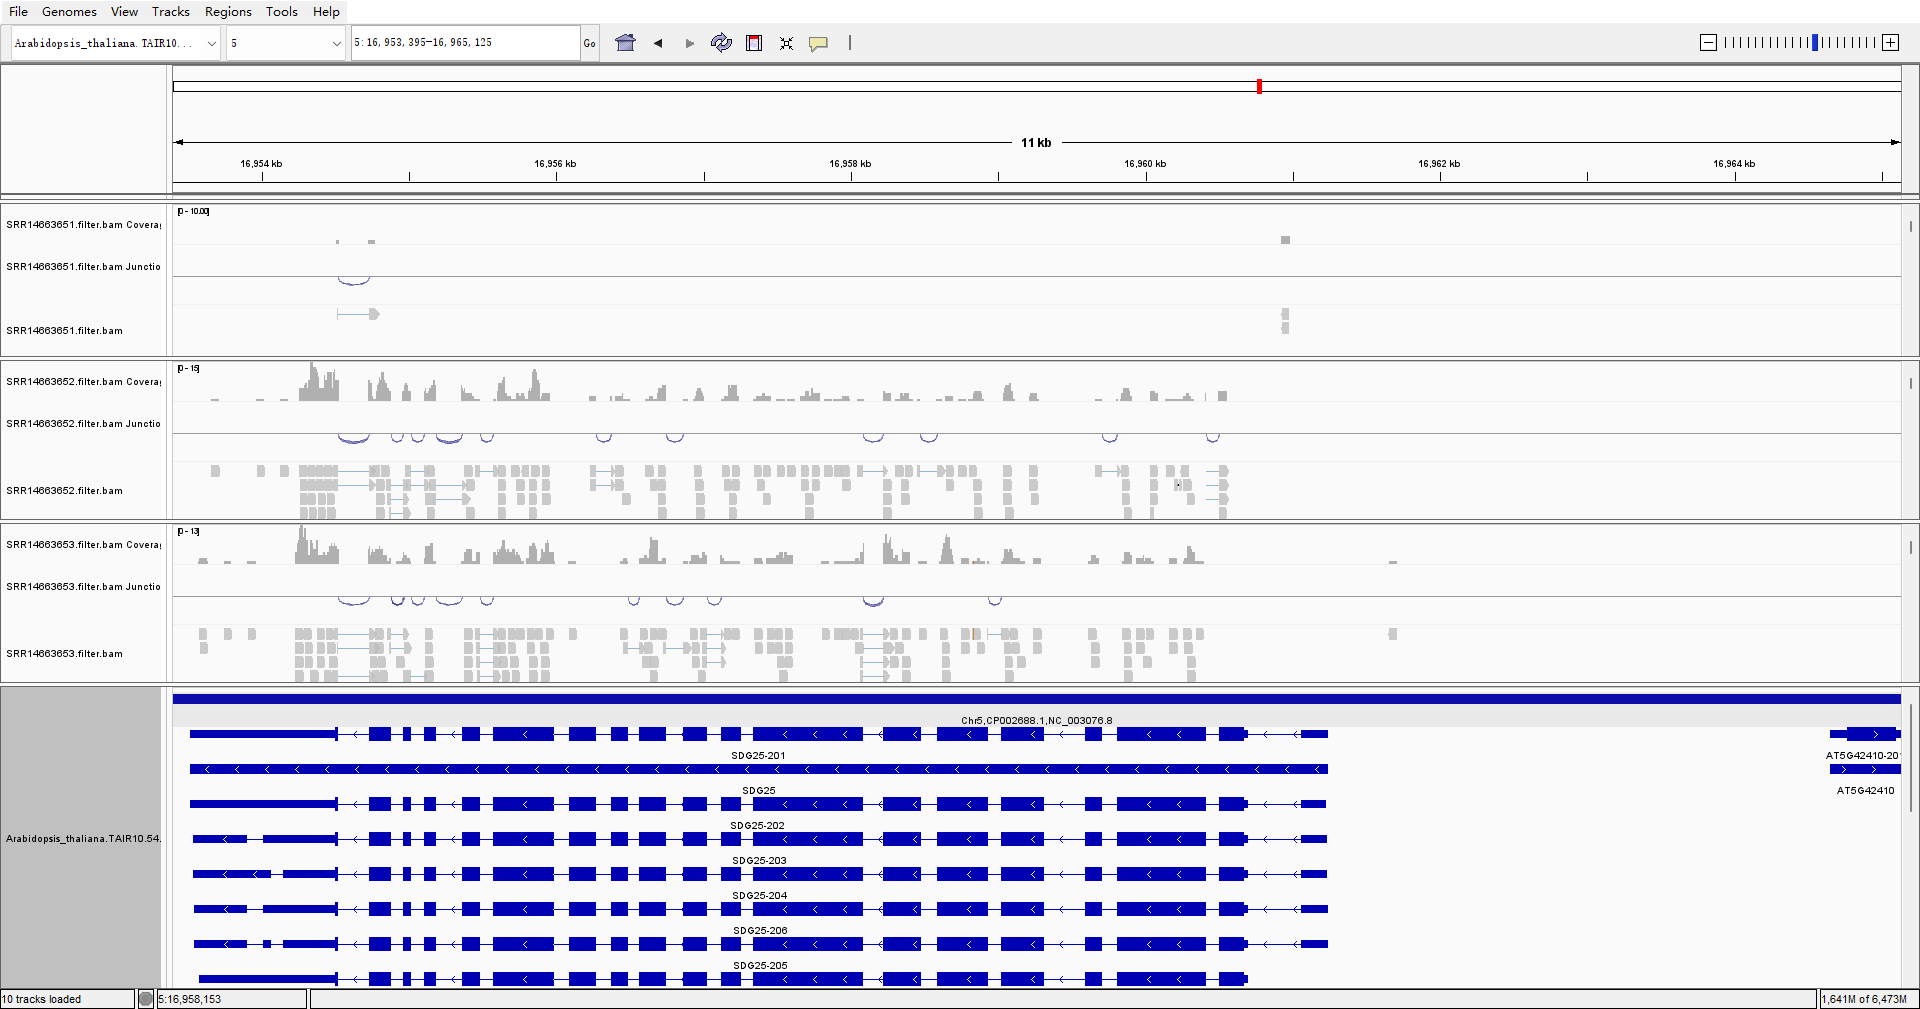 File Genomes View Tracks Regions Tools Help
Arabidopsis_thaliana.TAIR10... 5 5:16,953,395-16,965,125 Go
11 kb
16,954 kb 16,956 kb 16,958 kb 16,960 kb 16,962 kb 16,964 kb
[0 - 10.00]
SRR14663651.filter.bam Covera
SRR14663651.filter.bam Junctio
SRR14663651.filter.bam
[0 - 15]
SRR14663652.filter.bam Covera
SRR14663652.filter.bam Junctio
SRR14663652.filter.bam
[0 - 13]
SRR14663653.filter.bam Covera
SRR14663653.filter.bam Junctio
SRR14663653.filter.bam
Chr5,CP002688.1,NC_003076.8
SDG25-201 AT5G42410-201
SDG25 AT5G42410
SDG25-202
Arabidopsis_thaliana.TAIR10.54.
SDG25-203
SDG25-204
SDG25-206
SDG25-205
10 tracks loaded 5:16,958,153 1,641M of 6,473M